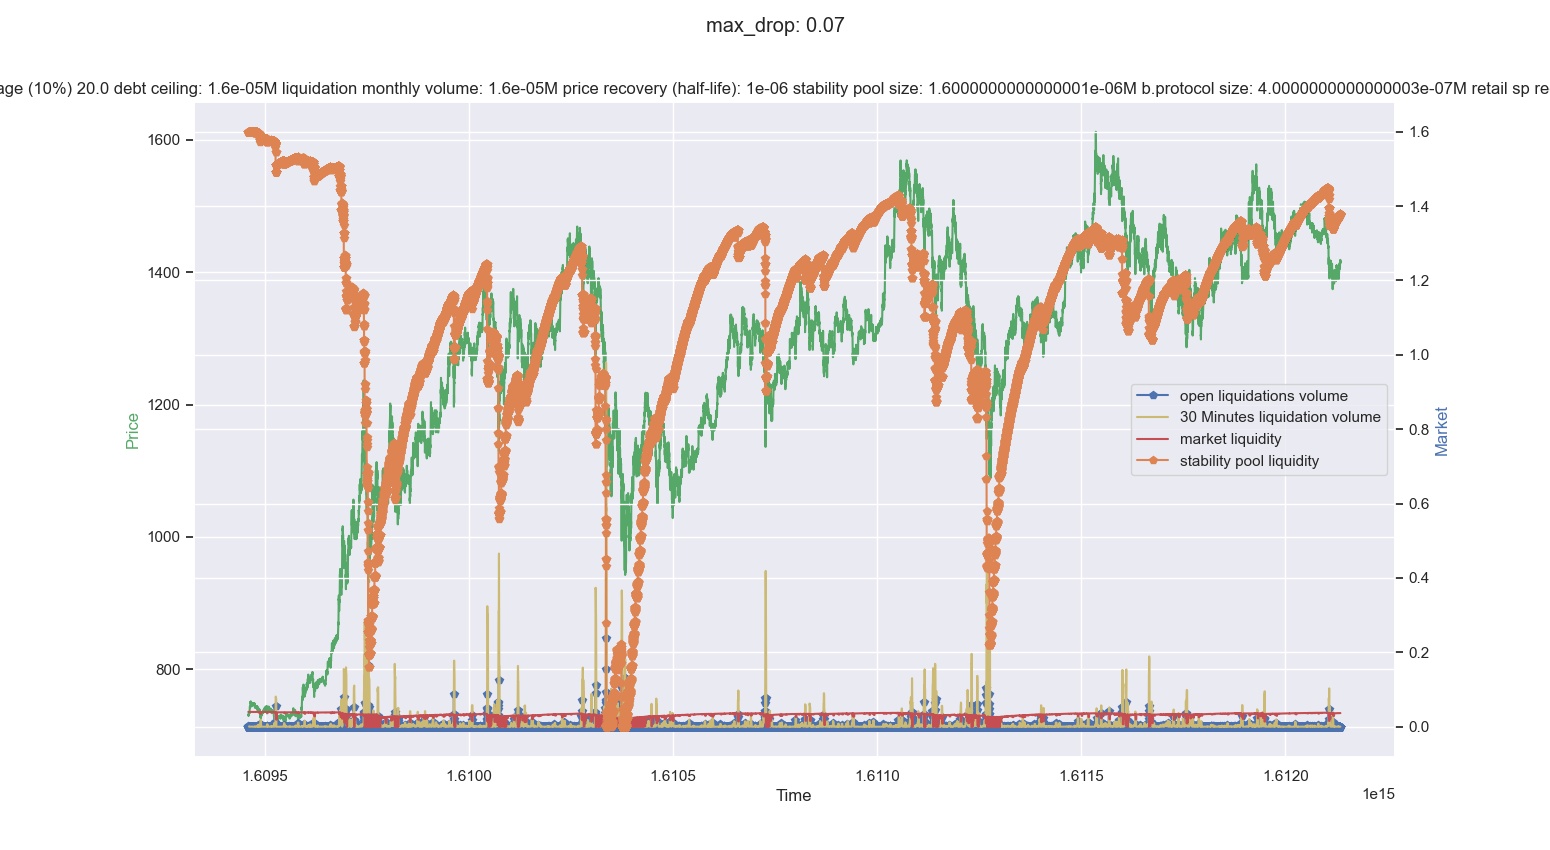 max_drop: 0.07
age (10%) 20.0 debt ceiling: 1.6e-05M liquidation monthly volume: 1.6e-05M price recovery (half-life): 1e-06 stability pool size: 1.6000000000000001e-06M b.protocol size: 4.0000000000000003e-07M retail sp re
1600
1400
1200
1000
800
Price
1.6
1.4
1.2
1.0
0.8
0.6
0.4
0.2
0.0
Market
open liquidations volume
30 Minutes liquidation volume
market liquidity
stability pool liquidity
1.6095
1.6100
1.6105
1.6110
1.6115
1.6120
Time
1e15